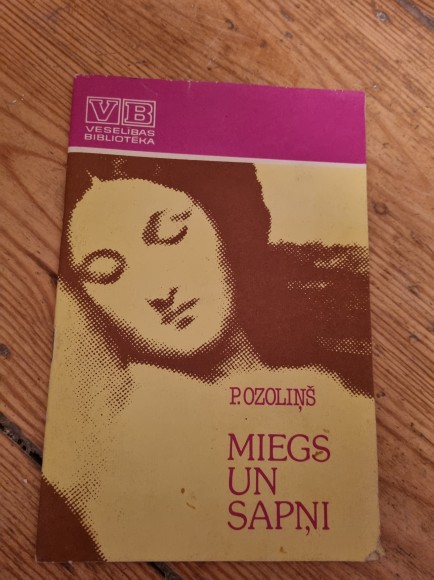 VB
VESELĪBAS
BIBLIOTĒKA
P. OZOLIŅŠ
MIEGS
UN
SAPŅI